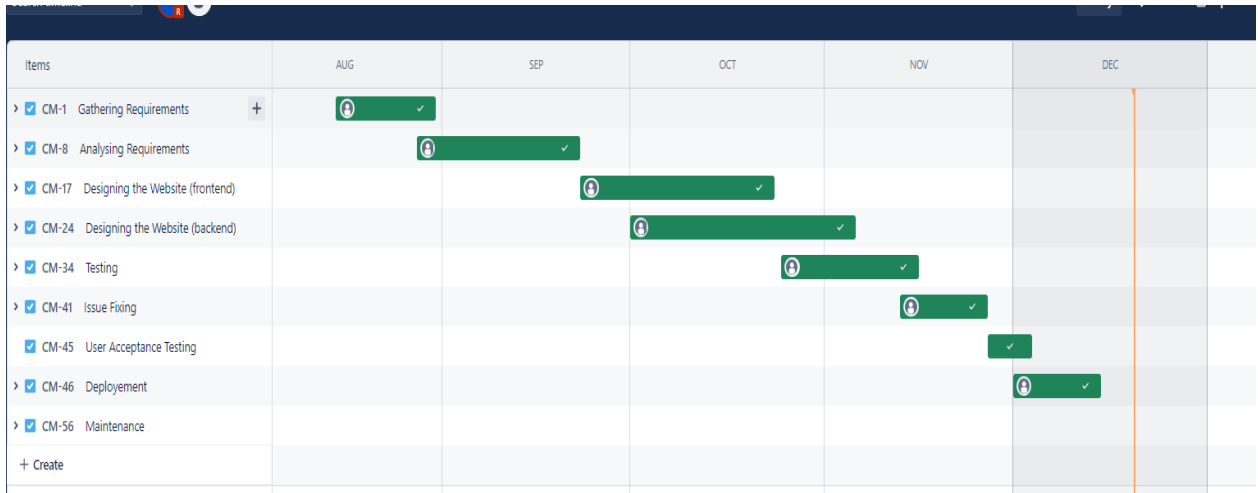 Items AUG SEP OCT NOV DEC
CM-1 Gathering Requirements +
CM-8 Analysing Requirements
CM-17 Designing the Website (frontend)
CM-24 Designing the Website (backend)
CM-34 Testing
CM-41 Issue Fixing
CM-45 User Acceptance Testing
CM-46 Deployement
CM-56 Maintenance
+ Create